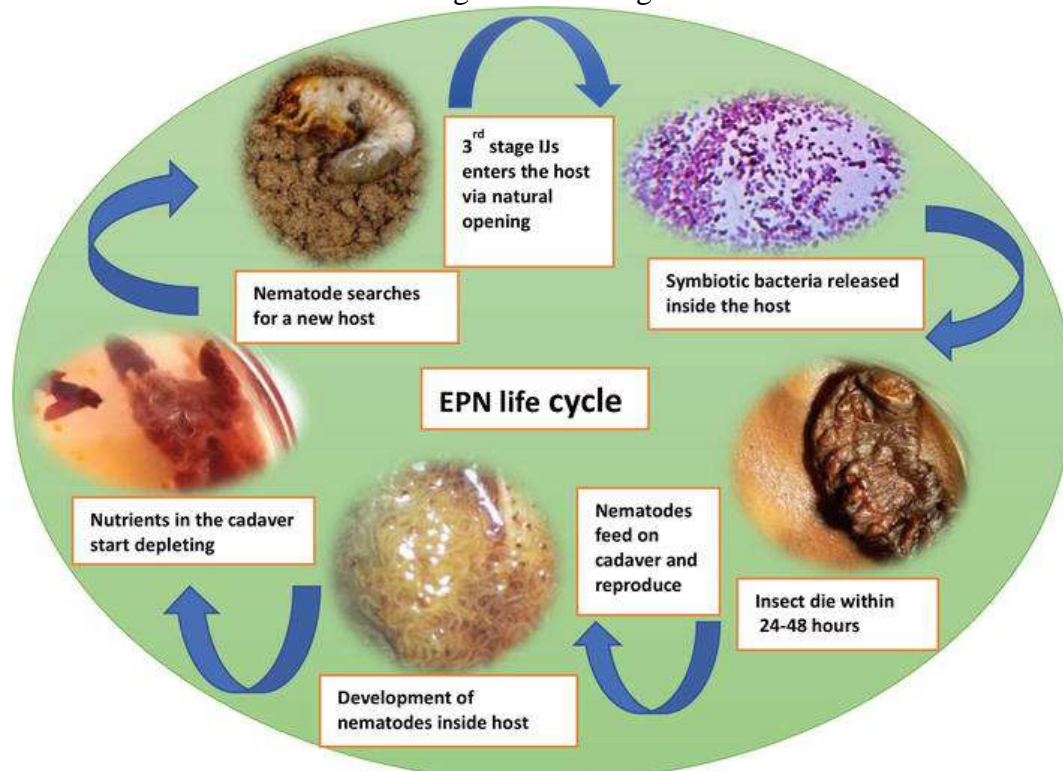 3rd stage IJs
enters the host
via natural
opening
Nematode searches
for a new host
Symbiotic bacteria released
inside the host
EPN life cycle
Nutrients in the cadaver
start depleting
Nematodes
feed on
cadaver and
reproduce
Insect die within
24-48 hours
Development of
nematodes inside host